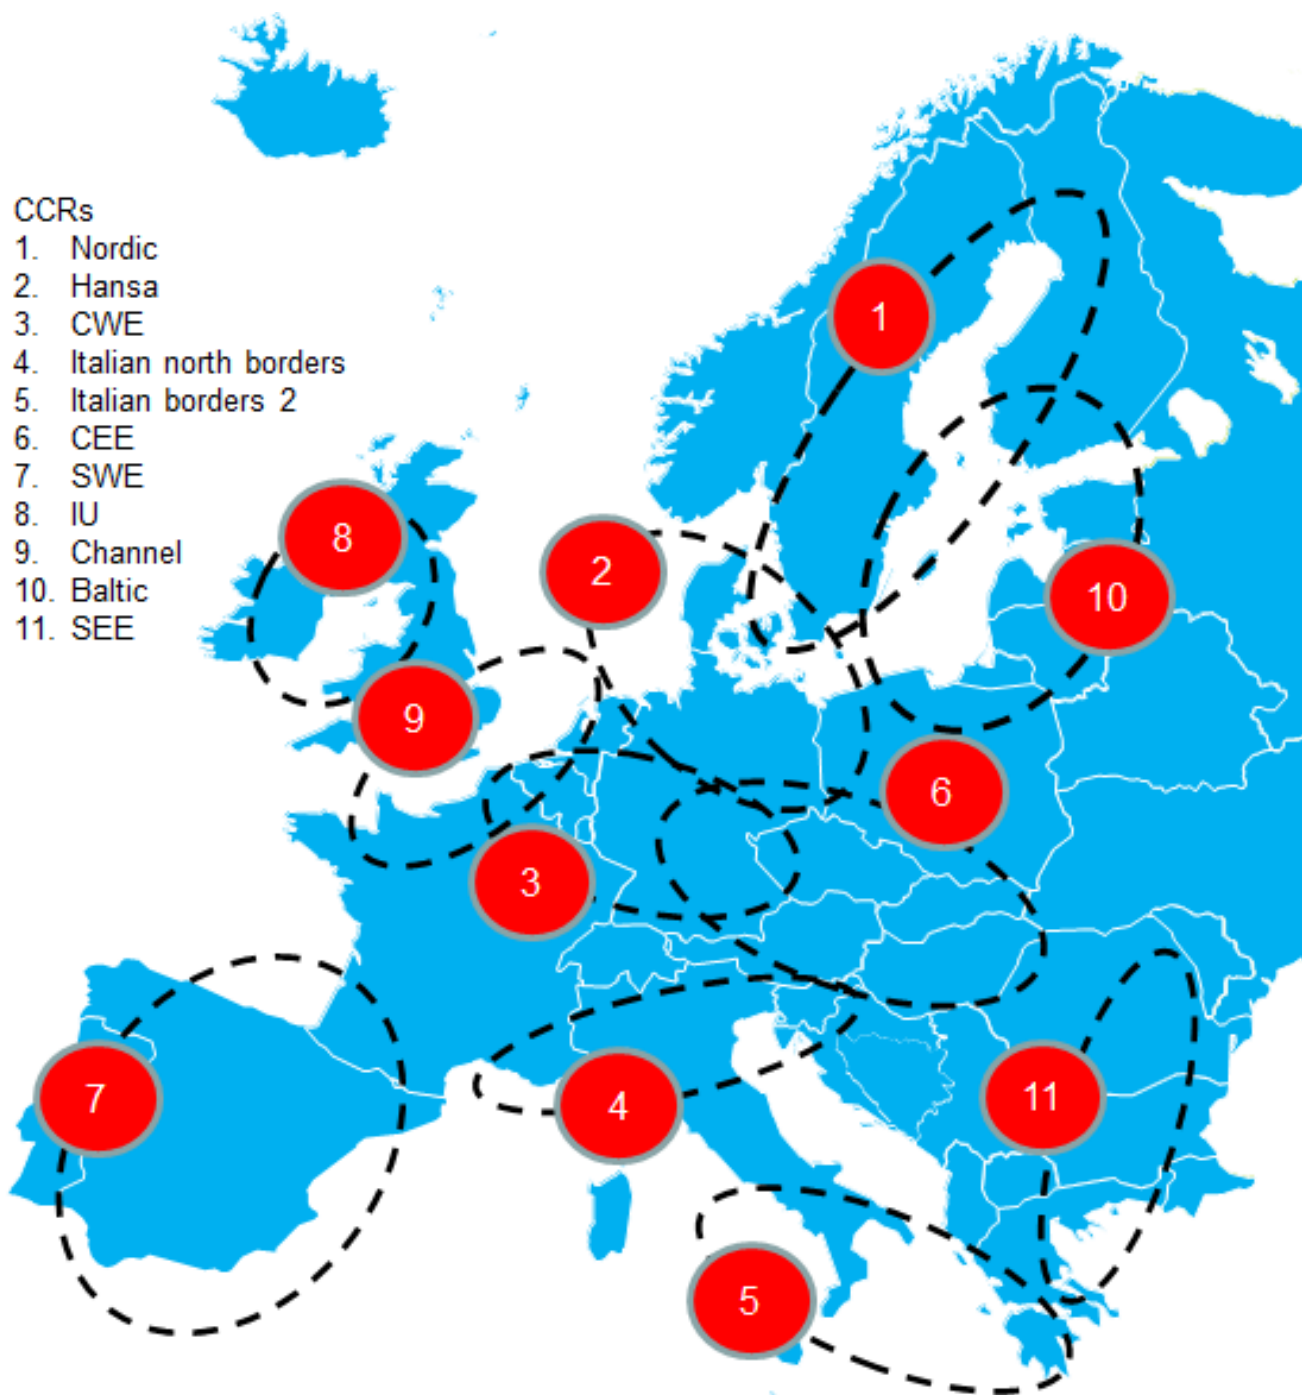 CCRs
1. Nordic
2. Hansa
3. CWE
4. Italian north borders
5. Italian borders 2
6. CEE
7. SWE
8. IU
9. Channel
10. Baltic
11. SEE
1
8
2
10
9
6
3
7
4
11
5